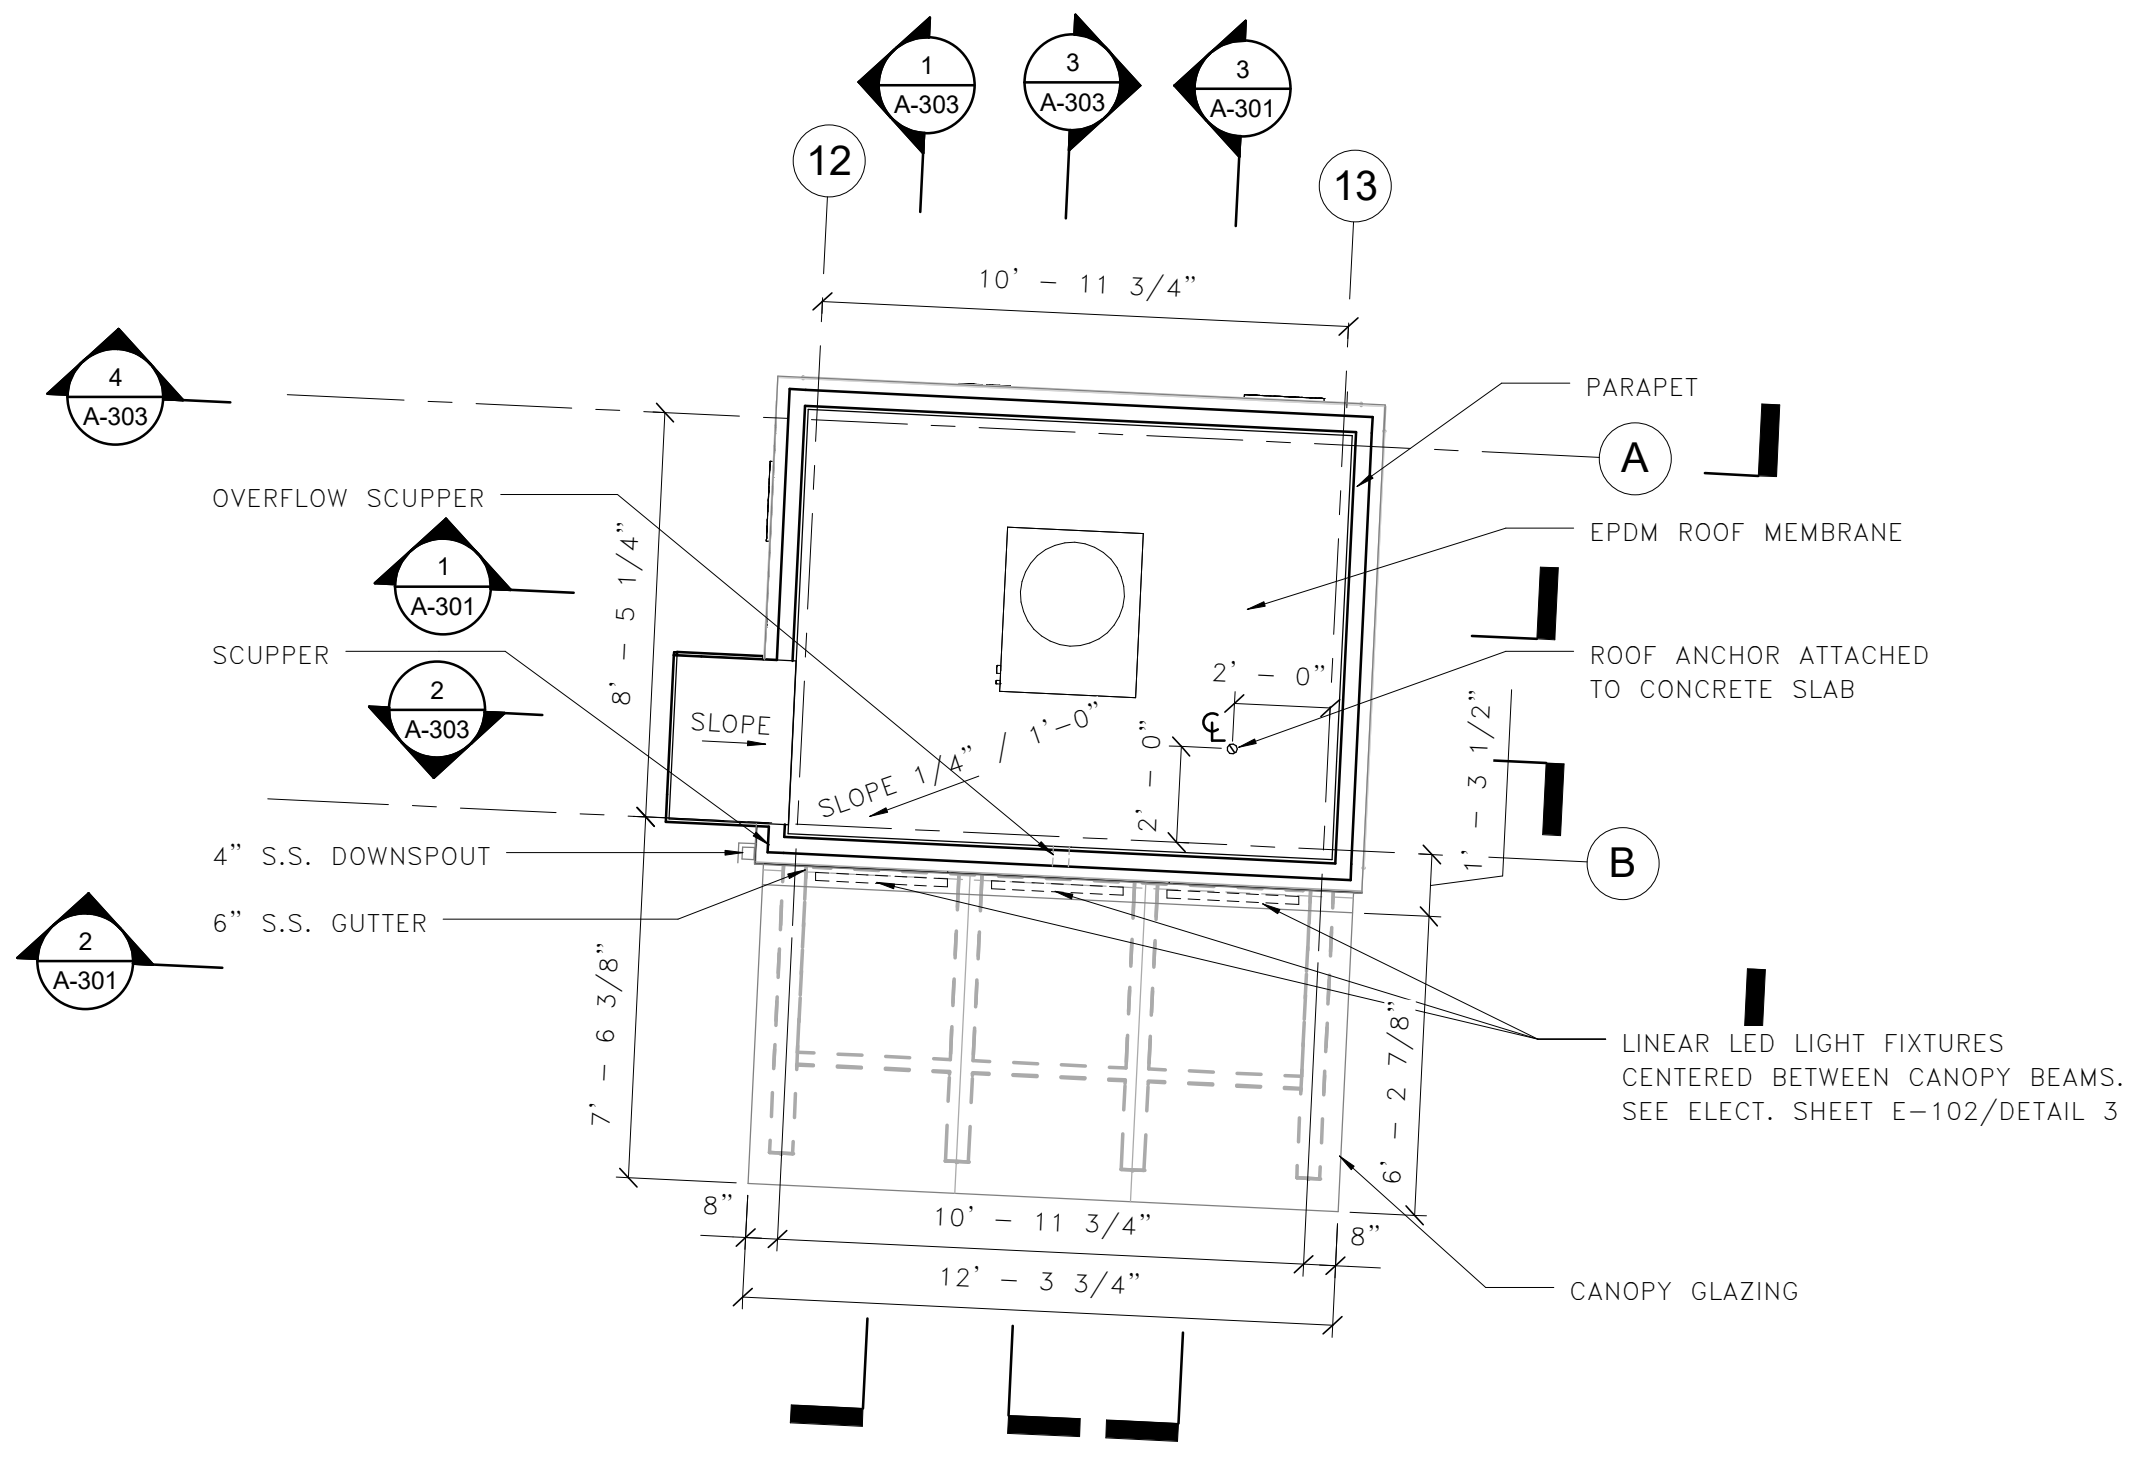 1
A-303
3
A-303
3
A-301
12
13
10' - 11 3/4"
4
A-303
PARAPET
A
OVERFLOW SCUPPER
EPDM ROOF MEMBRANE
1
A-301
8' - 5 1/4"
SCUPPER
ROOF ANCHOR ATTACHED
TO CONCRETE SLAB
2' - 0"
2
A-303
SLOPE
℄
SLOPE 1/4" / 1'-0"
2' - 0"
1' - 3 1/2"
4" S.S. DOWNSPOUT
B
6" S.S. GUTTER
2
A-301
7' - 6 3/8"
6' - 2 7/8"
LINEAR LED LIGHT FIXTURES
CENTERED BETWEEN CANOPY BEAMS.
SEE ELECT. SHEET E-102/DETAIL 3
8"
10' - 11 3/4"
8"
12' - 3 3/4"
CANOPY GLAZING